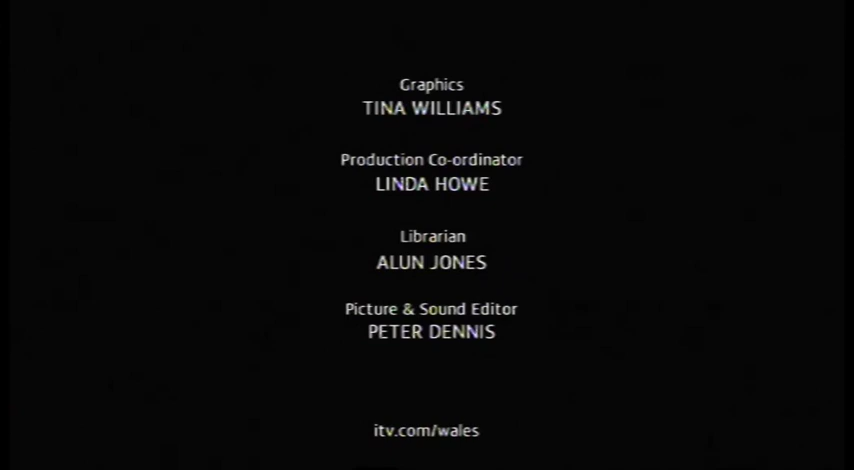 Graphics
TINA WILLIAMS
Production Co-ordinator
LINDA HOWE
Librarian
ALUN JONES
Picture & Sound Editor
PETER DENNIS
itv.com/wales